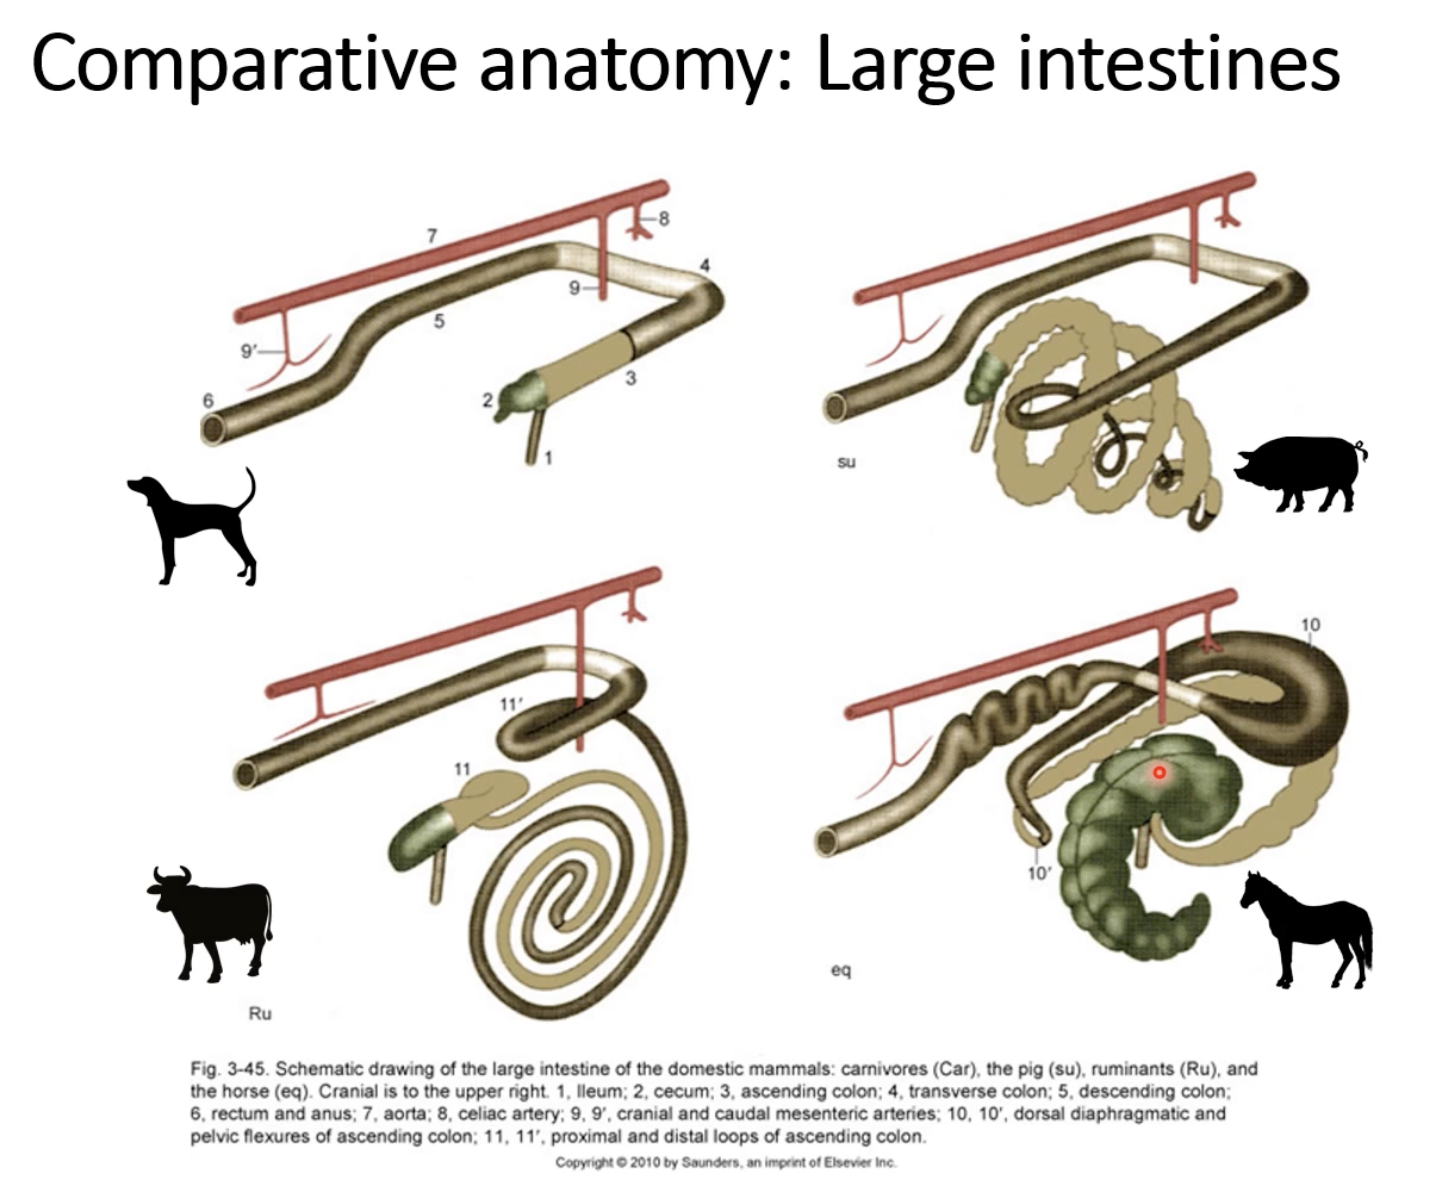 Comparative anatomy: Large intestines
8
7
4
9
5
9′
3
6
2
1
su
10
11′
11
10′
eq
Ru
Fig. 3-45. Schematic drawing of the large intestine of the domestic mammals: carnivores (Car), the pig (su), ruminants (Ru), and
the horse (eq). Cranial is to the upper right. 1, Ileum; 2, cecum; 3, ascending colon; 4, transverse colon; 5, descending colon;
6, rectum and anus; 7, aorta; 8, celiac artery; 9, 9′, cranial and caudal mesenteric arteries; 10, 10′, dorsal diaphragmatic and
pelvic flexures of ascending colon; 11, 11′, proximal and distal loops of ascending colon.
Copyright © 2010 by Saunders, an imprint of Elsevier Inc.